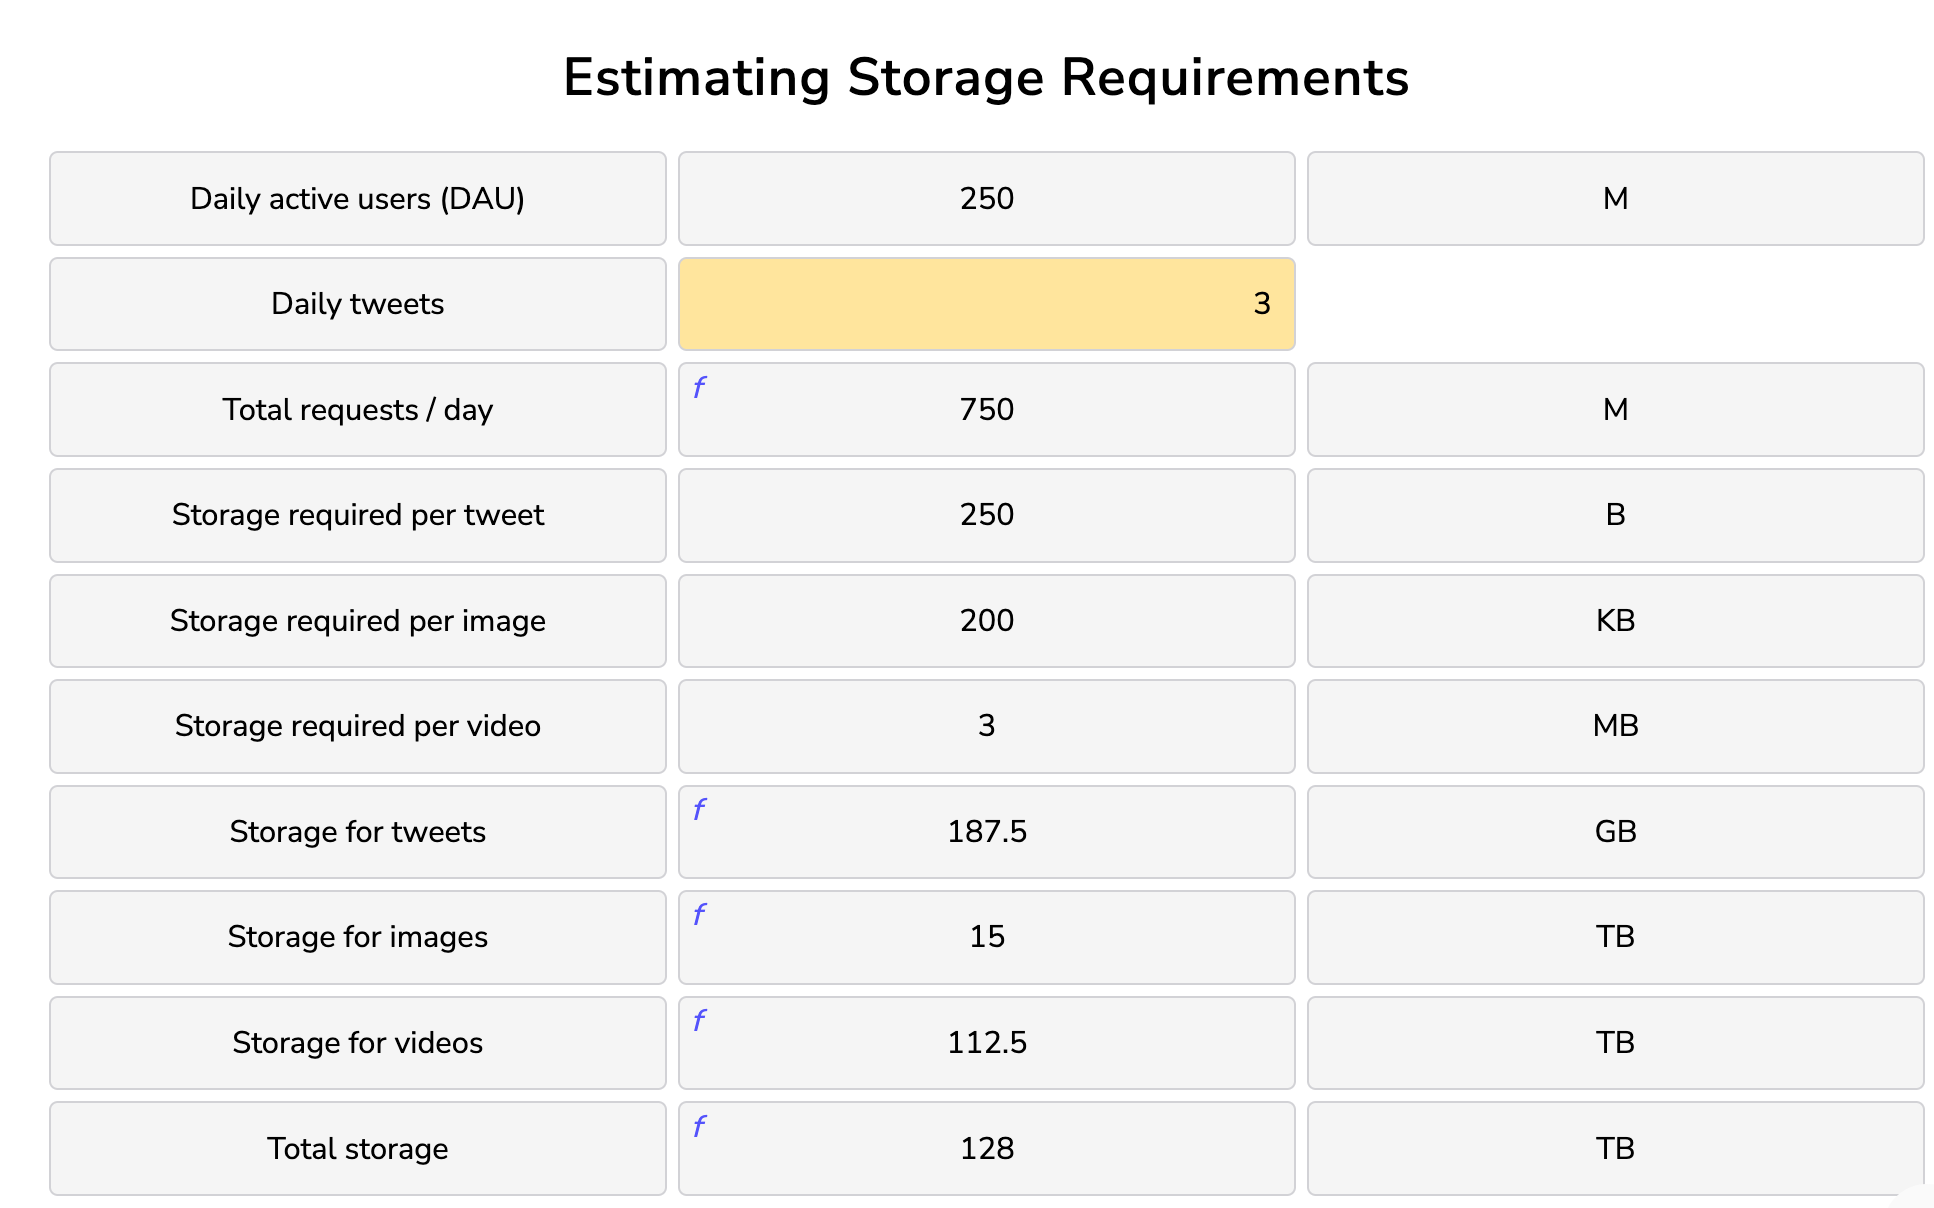 Estimating Storage Requirements
Daily active users (DAU) 250 M
Daily tweets 3
f
Total requests / day 750 M
Storage required per tweet 250 B
Storage required per image 200 KB
Storage required per video 3 MB
f
Storage for tweets 187.5 GB
f
Storage for images 15 TB
f
Storage for videos 112.5 TB
f
Total storage 128 TB